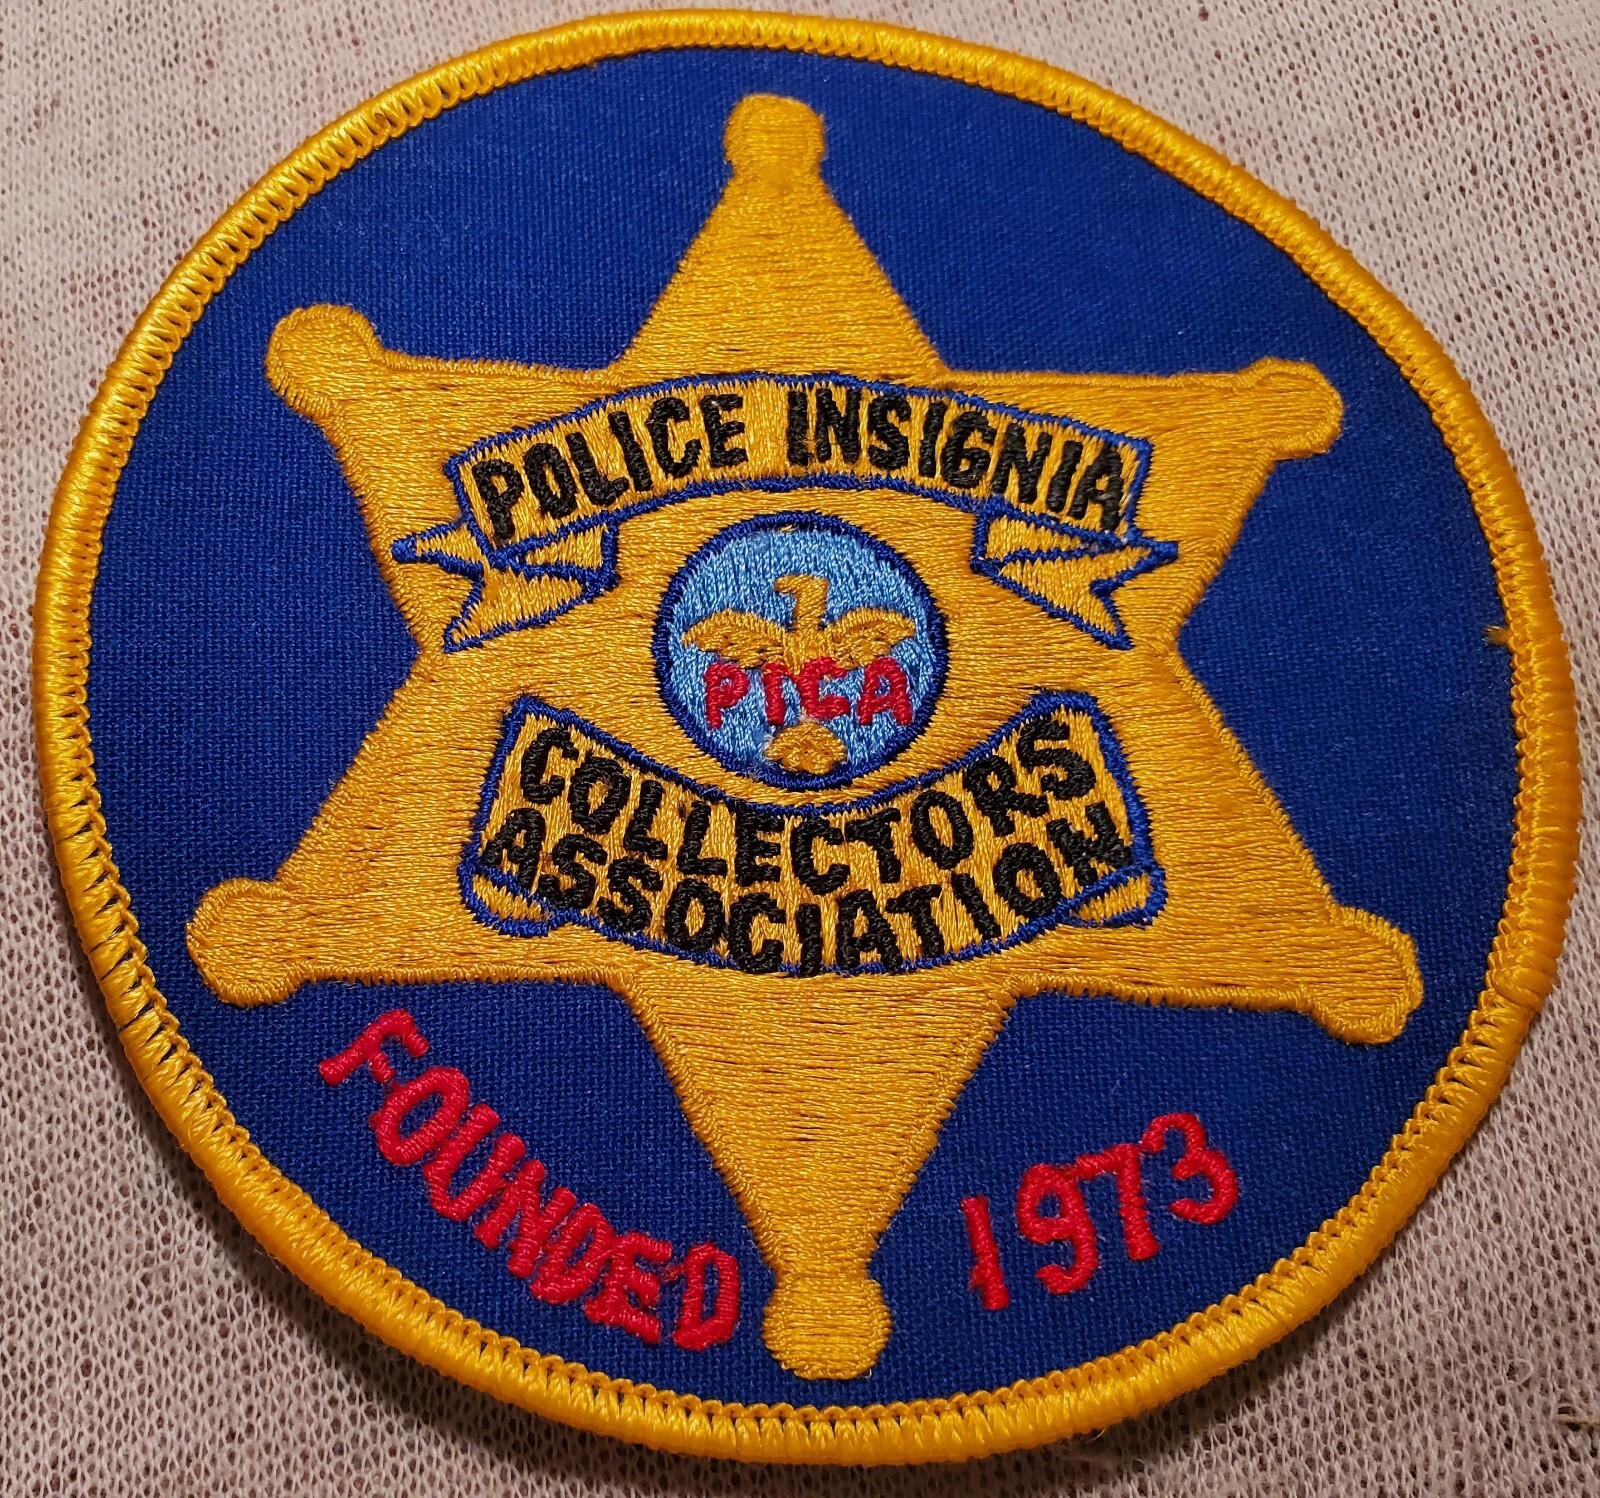 POLICE INSIGNIA
PICA
COLLECTORS
ASSOCIATION
FOUNDED 1973